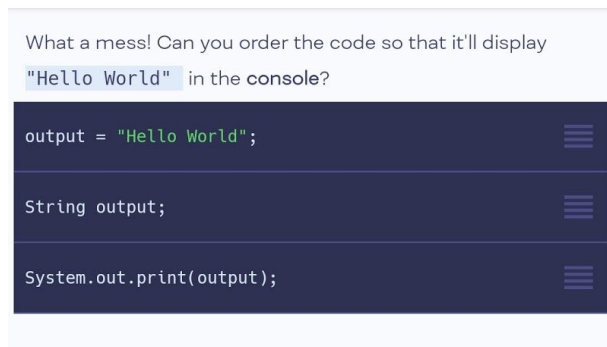 What a mess! Can you order the code so that it'll display
"Hello World" in the console?
output = "Hello World";
String output;
System.out.print(output);